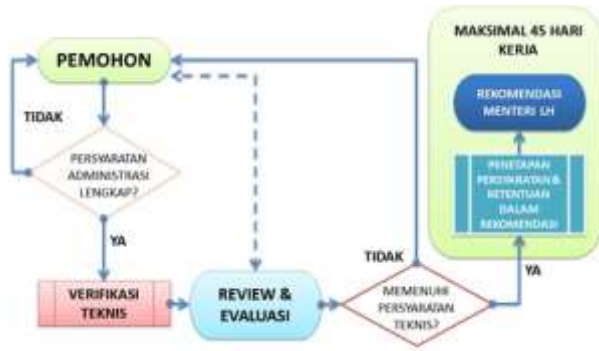 PEMOHON
TIDAK
PERSYARATAN
ADMINISTRASI
LENGKAP?
YA
VERIFIKASI
TEKNIS
REVIEW &
EVALUASI
TIDAK
MEMENUHI
PERSYARATAN
TEKNIS?
YA
MAKSIMAL 45 HARI
KERJA
REKOMENDASI
MENTERI LH
PENETAPAN
PERSYARATAN &
KETENTUAN
DALAM
REKOMENDASI